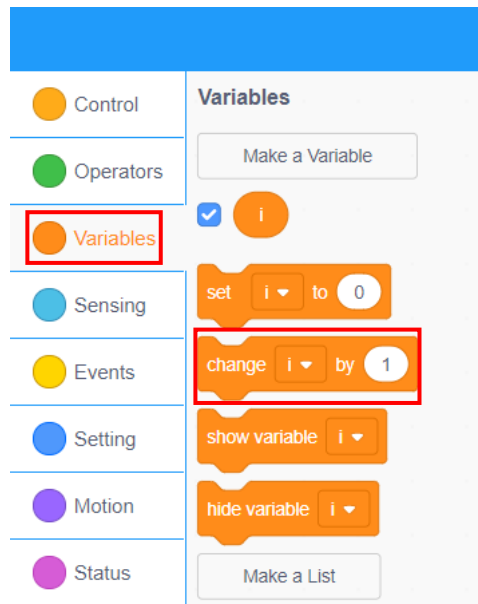 Control
Operators
Variables
Sensing
Events
Setting
Motion
Status
Variables
Make a Variable
i
set i to 0
change i by 1
show variable i
hide variable i
Make a List